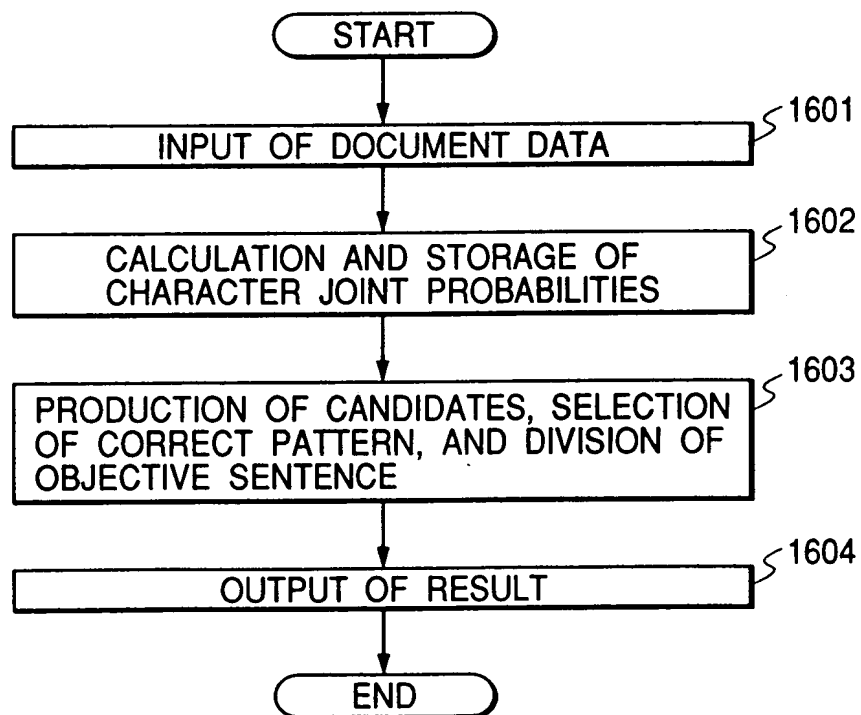 START
1601
INPUT OF DOCUMENT DATA
1602
CALCULATION AND STORAGE OF
CHARACTER JOINT PROBABILITIES
1603
PRODUCTION OF CANDIDATES, SELECTION
OF CORRECT PATTERN, AND DIVISION OF
OBJECTIVE SENTENCE
1604
OUTPUT OF RESULT
END